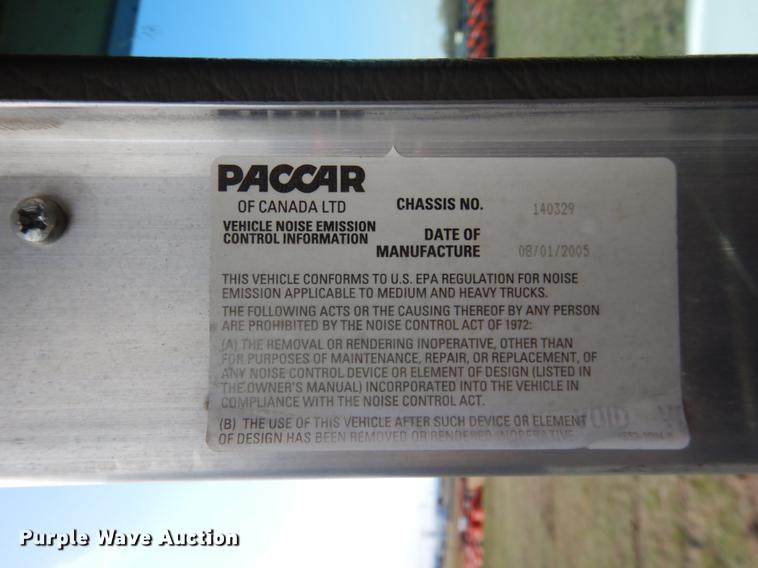 PACCAR
OF CANADA LTD
VEHICLE NOISE EMISSION
CONTROL INFORMATION
CHASSIS NO. 140329
DATE OF
MANUFACTURE 08/01/2005
THIS VEHICLE CONFORMS TO U.S. EPA REGULATION FOR NOISE
EMISSION APPLICABLE TO MEDIUM AND HEAVY TRUCKS.
THE FOLLOWING ACTS OR THE CAUSING THEREOF BY ANY PERSON
ARE PROHIBITED BY THE NOISE CONTROL ACT OF 1972:
(A) THE REMOVAL OR RENDERING INOPERATIVE, OTHER THAN
FOR PURPOSES OF MAINTENANCE, REPAIR, OR REPLACEMENT, OF
ANY NOISE CONTROL DEVICE OR ELEMENT OF DESIGN (LISTED IN
THE OWNER'S MANUAL) INCORPORATED INTO THE VEHICLE IN
COMPLIANCE WITH THE NOISE CONTROL ACT.
(B) THE USE OF THIS VEHICLE AFTER SUCH DEVICE OR ELEMENT
OF DESIGN HAS BEEN REMOVED OR RENDERED INOPERATIVE
VOID
Purple Wave Auction